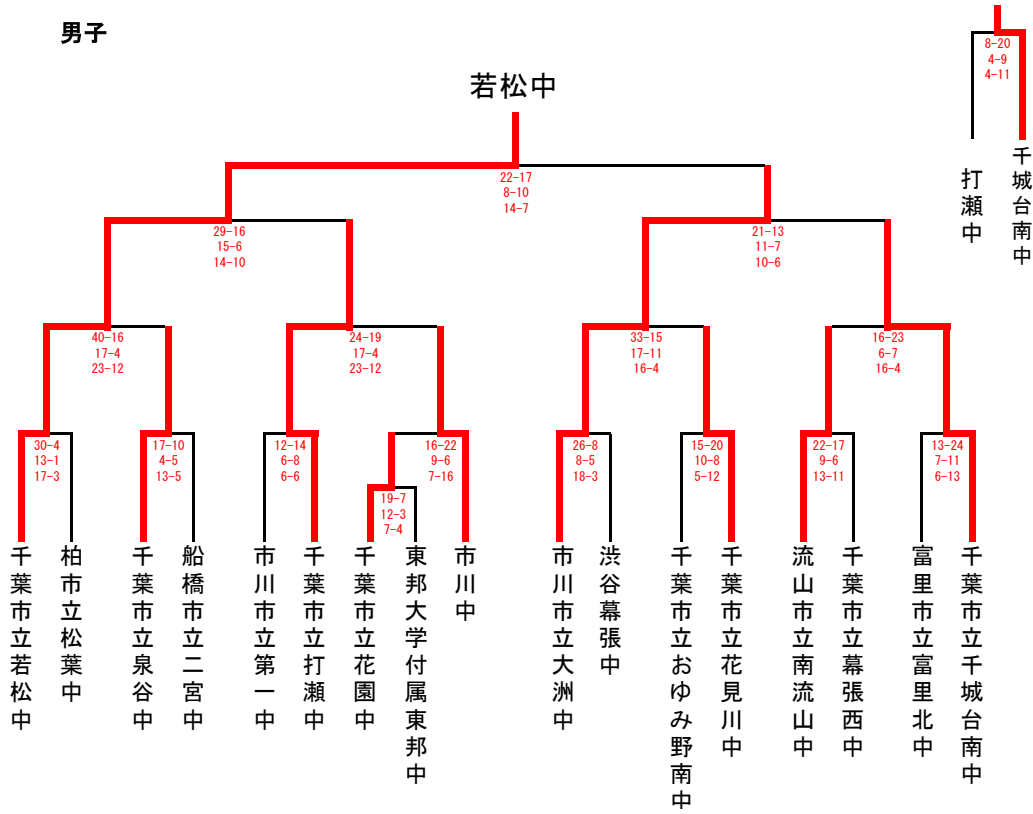 男子
8-20
4-9
4-11
打瀬中
千城台南中
若松中
22-17
8-10
14-7
29-16
15-6
14-10
21-13
11-7
10-6
40-16
17-4
23-12
24-19
17-4
23-12
33-15
17-11
16-4
16-23
6-7
16-4
30-4
13-1
17-3
17-10
4-5
13-5
12-14
6-8
6-6
16-22
9-6
7-16
26-8
8-5
18-3
15-20
10-8
5-12
22-17
9-6
13-11
13-24
7-11
6-13
19-7
12-3
7-4
千葉市立若松中
柏市立松葉中
千葉市立泉谷中
船橋市立二宮中
市川市立第一中
千葉市立打瀬中
千葉市立花園中
東邦大学付属東邦中
市川中
市川市立大洲中
渋谷幕張中
千葉市立おゆみ野南中
千葉市立花見川中
流山市立南流山中
千葉市立幕張西中
富里市立富里北中
千葉市立千城台南中